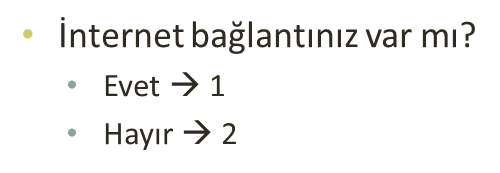 • İnternet bağlantınız var mı?
• Evet → 1
• Hayır → 2